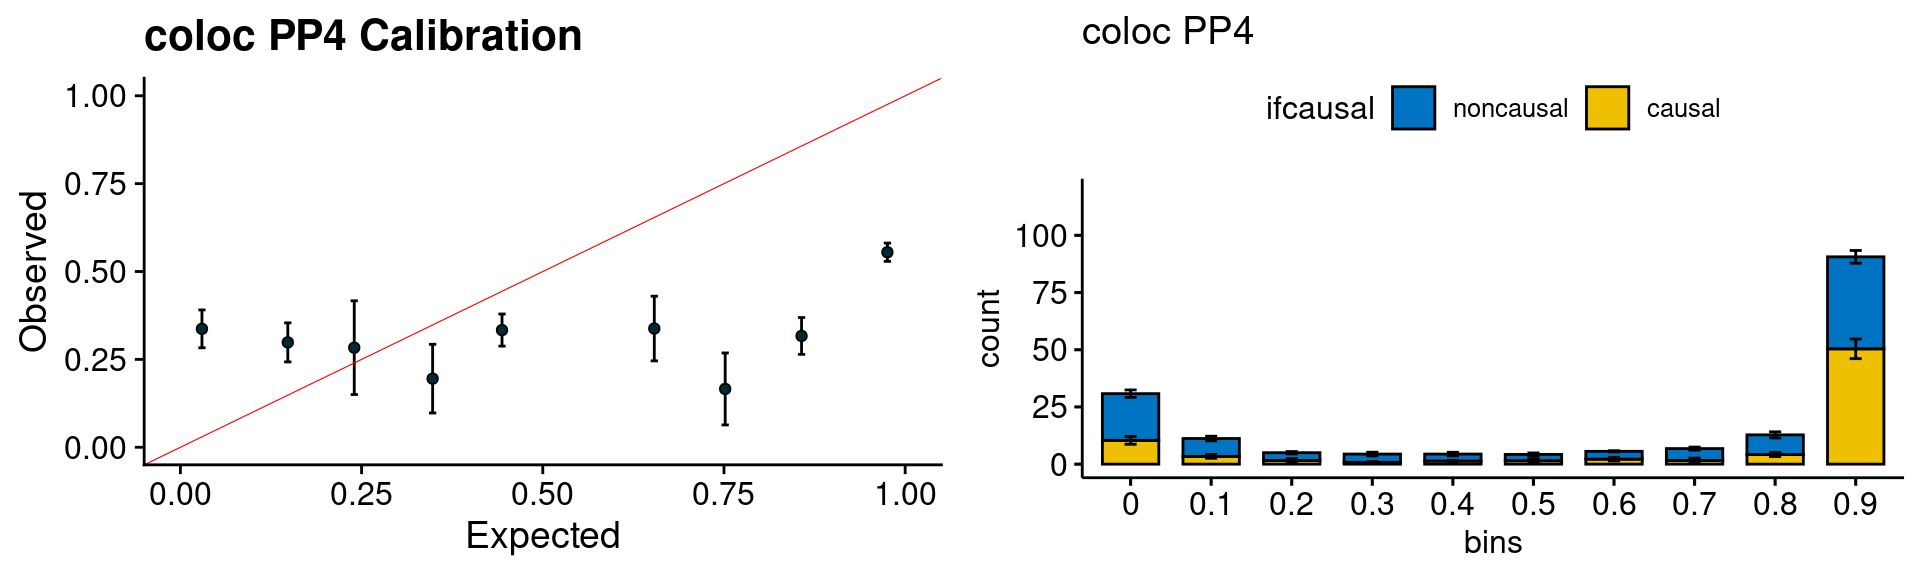 coloc PP4 Calibration
1.00
0.75
0.50
0.25
0.00
Observed
0.00 0.25 0.50 0.75 1.00
Expected
coloc PP4
ifcausal noncausal causal
100
75
50
25
0
count
0 0.1 0.2 0.3 0.4 0.5 0.6 0.7 0.8 0.9
bins